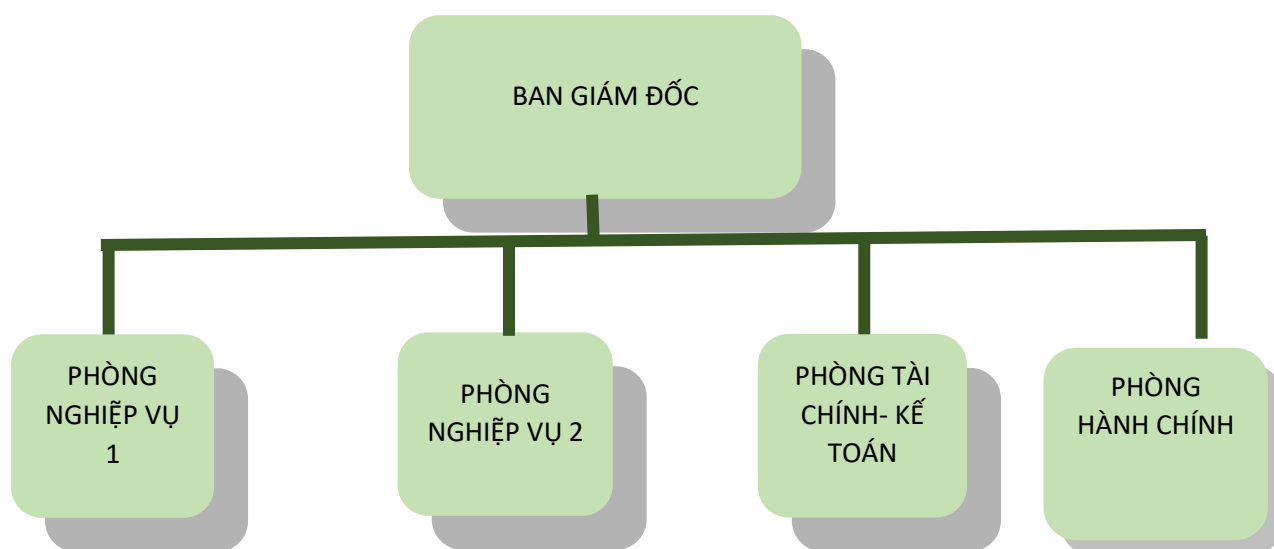 BAN GIÁM ĐỐC
PHÒNG
NGHIỆP VỤ
1
PHÒNG
NGHIỆP VỤ 2
PHÒNG TÀI
CHÍNH- KẾ
TOÁN
PHÒNG
HÀNH CHÍNH